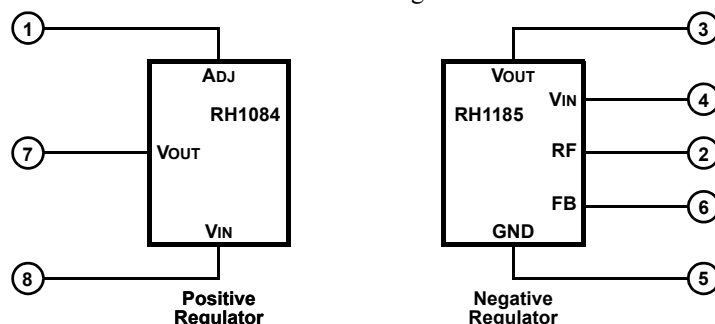 1
ADJ
RH1084
7
VOUT
VIN
8
Positive
Regulator
3
VOUT
VIN
4
RH1185
RF
2
FB
6
GND
5
Negative
Regulator